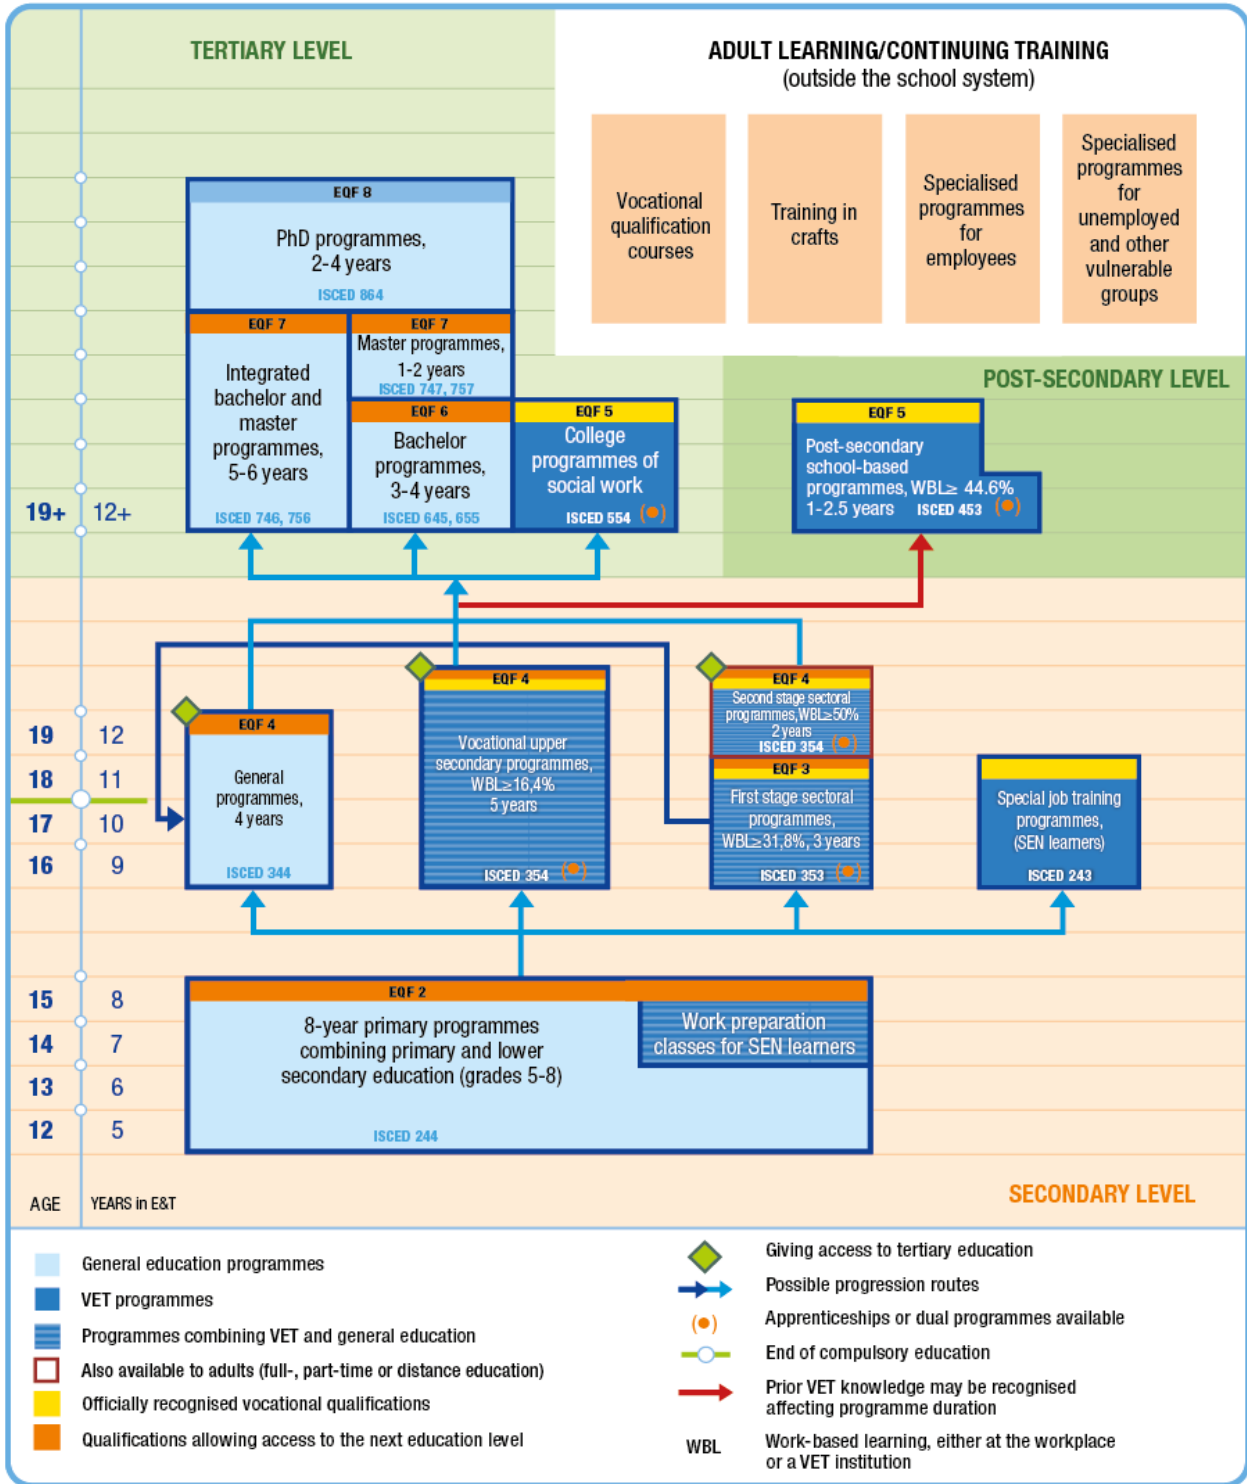 TERTIARY LEVEL
ADULT LEARNING/CONTINUING TRAINING
(outside the school system)
Vocational
qualification
courses
Training in
crafts
Specialised
programmes
for
employees
Specialised
programmes
for
unemployed
and other
vulnerable
groups
EQF 8
PhD programmes,
2-4 years
ISCED 864
EQF 7
Integrated
bachelor and
master
programmes,
5-6 years
ISCED 746, 756
EQF 7
Master programmes,
1-2 years
ISCED 747, 757
EQF 6
Bachelor
programmes,
3-4 years
ISCED 645, 655
EQF 5
College
programmes of
social work
ISCED 554
POST-SECONDARY LEVEL
EQF 5
Post-secondary
school-based
programmes, WBL≥ 44.6%
1-2.5 years ISCED 453
19+ 12+
EQF 4
General
programmes,
4 years
ISCED 344
EQF 4
Vocational upper
secondary programmes,
WBL≥16,4%
5 years
ISCED 354
EQF 4
Second stage sectoral
programmes,WBL≥50%
2 years
ISCED 354
EQF 3
First stage sectoral
programmes,
WBL≥31,8%, 3 years
ISCED 353
Special job training
programmes,
(SEN learners)
ISCED 243
19 12
18 11
17 10
16 9
EQF 2
8-year primary programmes
combining primary and lower
secondary education (grades 5-8)
ISCED 244
Work preparation
classes for SEN learners
15 8
14 7
13 6
12 5
AGE YEARS in E&T
SECONDARY LEVEL
General education programmes
VET programmes
Programmes combining VET and general education
Also available to adults (full-, part-time or distance education)
Officially recognised vocational qualifications
Qualifications allowing access to the next education level
Giving access to tertiary education
Possible progression routes
Apprenticeships or dual programmes available
End of compulsory education
Prior VET knowledge may be recognised
affecting programme duration
WBL Work-based learning, either at the workplace
or a VET institution